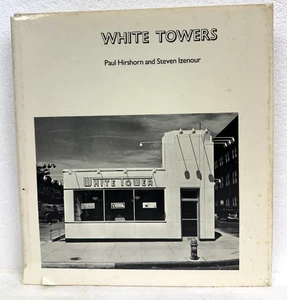 WHITE TOWERS
Paul Hirshorn and Steven Izenour
WHITE TOWER